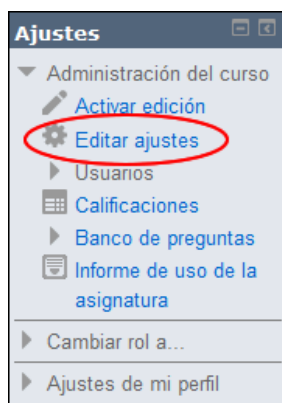 Ajustes
Administración del curso
Activar edición
Editar ajustes
Usuarios
Calificaciones
Banco de preguntas
Informe de uso de la
asignatura
Cambiar rol a...
Ajustes de mi perfil